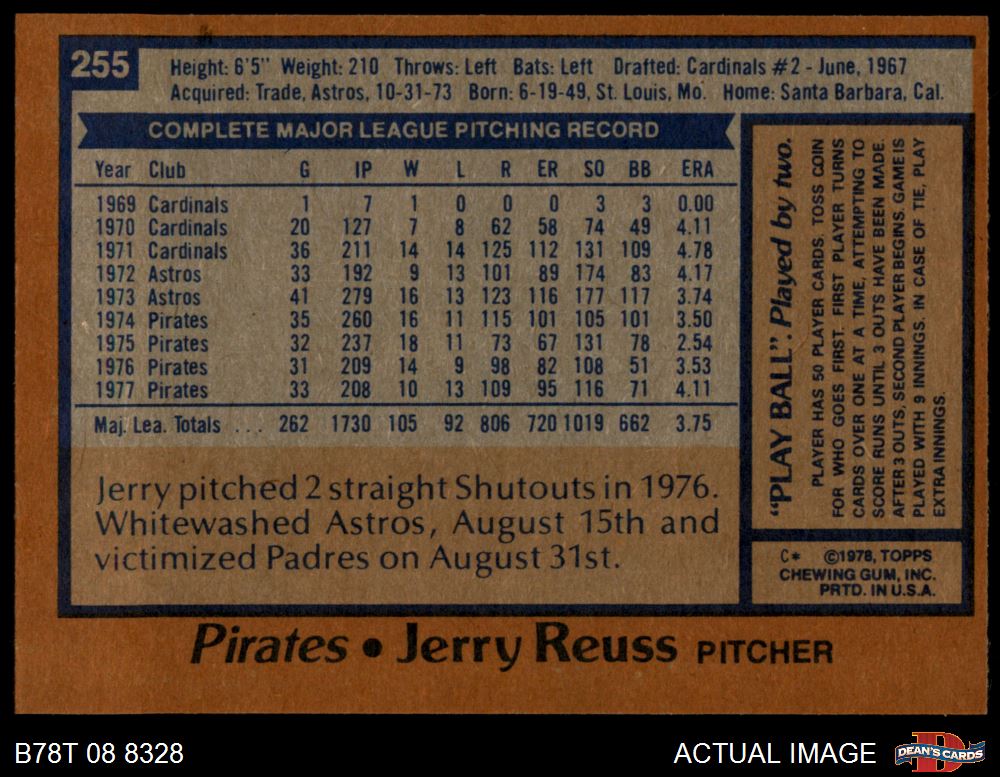 255
Height: 6'5" Weight: 210 Throws: Left Bats: Left Drafted: Cardinals #2 - June, 1967
Acquired: Trade, Astros, 10-31-73 Born: 6-19-49, St. Louis, Mo. Home: Santa Barbara, Cal.
COMPLETE MAJOR LEAGUE PITCHING RECORD
Year Club G IP W L R ER SO BB ERA
1969 Cardinals 1 7 1 0 0 0 3 3 0.00
1970 Cardinals 20 127 7 8 62 58 74 49 4.11
1971 Cardinals 36 211 14 14 125 112 131 109 4.78
1972 Astros 33 192 9 13 101 89 174 83 4.17
1973 Astros 41 279 16 13 123 116 177 117 3.74
1974 Pirates 35 260 16 11 115 101 105 101 3.50
1975 Pirates 32 237 18 11 73 67 131 78 2.54
1976 Pirates 31 209 14 9 98 82 108 51 3.53
1977 Pirates 33 208 10 13 109 95 116 71 4.11
Maj. Lea. Totals ... 262 1730 105 92 806 720 1019 662 3.75
Jerry pitched 2 straight Shutouts in 1976.
Whitewashed Astros, August 15th and
victimized Padres on August 31st.
"PLAY BALL". Played by two.
PLAYER HAS 50 PLAYER CARDS. TOSS COIN
FOR WHO GOES FIRST. FIRST PLAYER TURNS
CARDS OVER ONE AT A TIME, ATTEMPTING TO
SCORE RUNS UNTIL 3 OUTS HAVE BEEN MADE.
AFTER 3 OUTS, SECOND PLAYER BEGINS. GAME IS
PLAYED WITH 9 INNINGS. IN CASE OF TIE, PLAY
EXTRA INNINGS.
C* ©1978, TOPPS
CHEWING GUM, INC.
PRTD. IN U.S.A.
Pirates • Jerry Reuss PITCHER
B78T 08 8328
ACTUAL IMAGE
D
DEAN'S CARDS